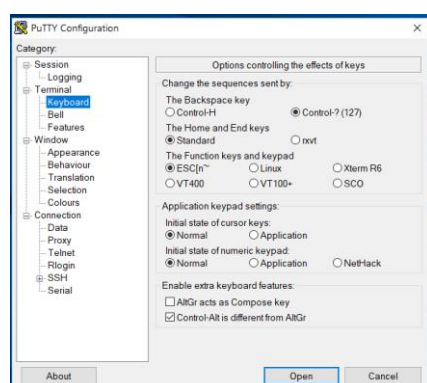 PuTTY Configuration
Category:
Session
Logging
Terminal
Keyboard
Bell
Features
Window
Appearance
Behaviour
Translation
Selection
Colours
Connection
Data
Proxy
Telnet
Rlogin
SSH
Serial
Options controlling the effects of keys
Change the sequences sent by:
The Backspace key
Control-H Control-? (127)
The Home and End keys
Standard rxvt
The Function keys and keypad
ESC[n~ Linux Xterm R6
VT400 VT100+ SCO
Application keypad settings:
Initial state of cursor keys:
Normal Application
Initial state of numeric keypad:
Normal Application NetHack
Enable extra keyboard features:
AltGr acts as Compose key
Control-Alt is different from AltGr
About Open Cancel